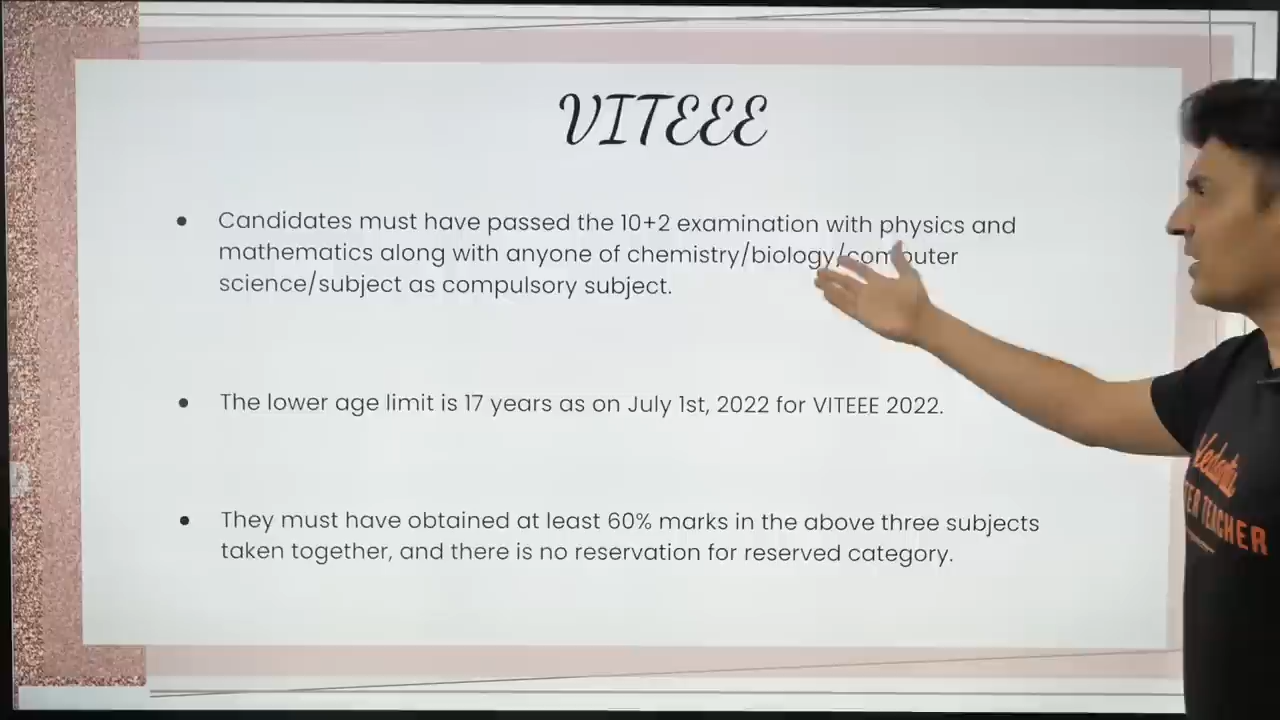 VITEEE
• Candidates must have passed the 10+2 examination with physics and
mathematics along with anyone of chemistry/biology/computer
science/subject as compulsory subject.
• The lower age limit is 17 years as on July 1st, 2022 for VITEEE 2022.
• They must have obtained at least 60% marks in the above three subjects
taken together, and there is no reservation for reserved category.
TEACHER